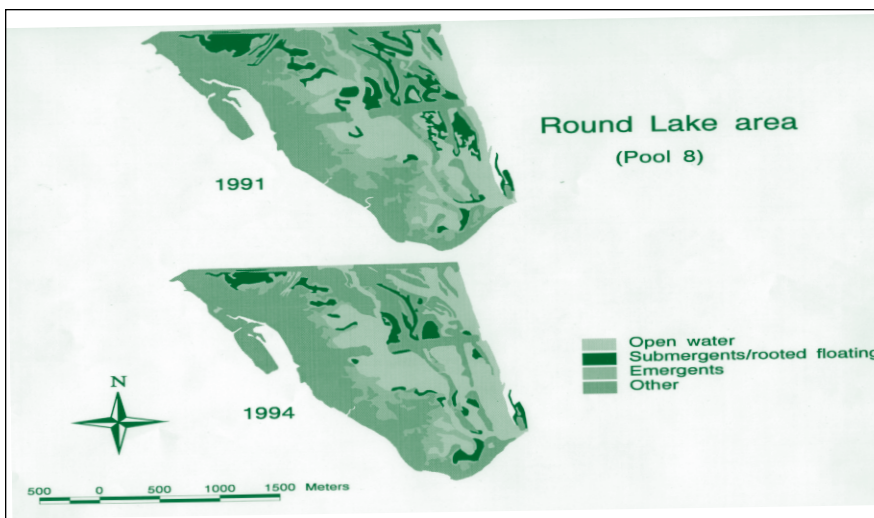 Round Lake area
(Pool 8)
1991
Open water
Submergents/rooted floating
Emergents
Other
N
1994
500 0 500 1000 1500 Meters